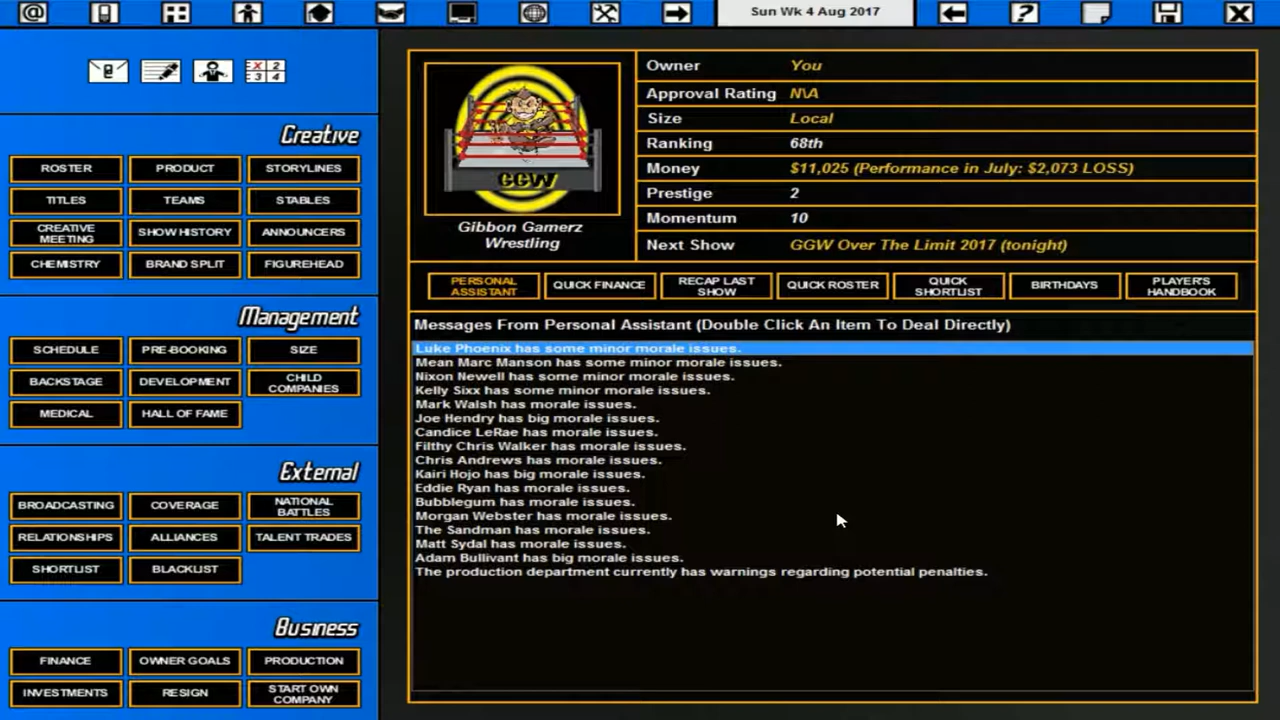 Sun Wk 4 Aug 2017
Creative
ROSTER
PRODUCT
STORYLINES
TITLES
TEAMS
STABLES
CREATIVE
MEETING
SHOW HISTORY
ANNOUNCERS
CHEMISTRY
BRAND SPLIT
FIGUREHEAD
Management
SCHEDULE
PRE-BOOKING
SIZE
BACKSTAGE
DEVELOPMENT
CHILD
COMPANIES
MEDICAL
HALL OF FAME
External
BROADCASTING
COVERAGE
NATIONAL
BATTLES
RELATIONSHIPS
ALLIANCES
TALENT TRADES
SHORTLIST
BLACKLIST
Business
FINANCE
OWNER GOALS
PRODUCTION
INVESTMENTS
RESIGN
START OWN
COMPANY
GGW
Gibbon Gamerz
Wrestling
Owner You
Approval Rating N\A
Size Local
Ranking 68th
Money $11,025 (Performance in July: $2,073 LOSS)
Prestige 2
Momentum 10
Next Show GGW Over The Limit 2017 (tonight)
PERSONAL
ASSISTANT
QUICK FINANCE
RECAP LAST
SHOW
QUICK ROSTER
QUICK
SHORTLIST
BIRTHDAYS
PLAYER'S
HANDBOOK
Messages From Personal Assistant (Double Click An Item To Deal Directly)
Luke Phoenix has some minor morale issues.
Mean Marc Manson has some minor morale issues.
Nixon Newell has some minor morale issues.
Kelly Sixx has some minor morale issues.
Mark Walsh has morale issues.
Joe Hendry has big morale issues.
Candice LeRae has morale issues.
Filthy Chris Walker has morale issues.
Chris Andrews has morale issues.
Kairi Hojo has big morale issues.
Eddie Ryan has morale issues.
Bubblegum has morale issues.
Morgan Webster has morale issues.
The Sandman has morale issues.
Matt Sydal has morale issues.
Adam Bullivant has big morale issues.
The production department currently has warnings regarding potential penalties.